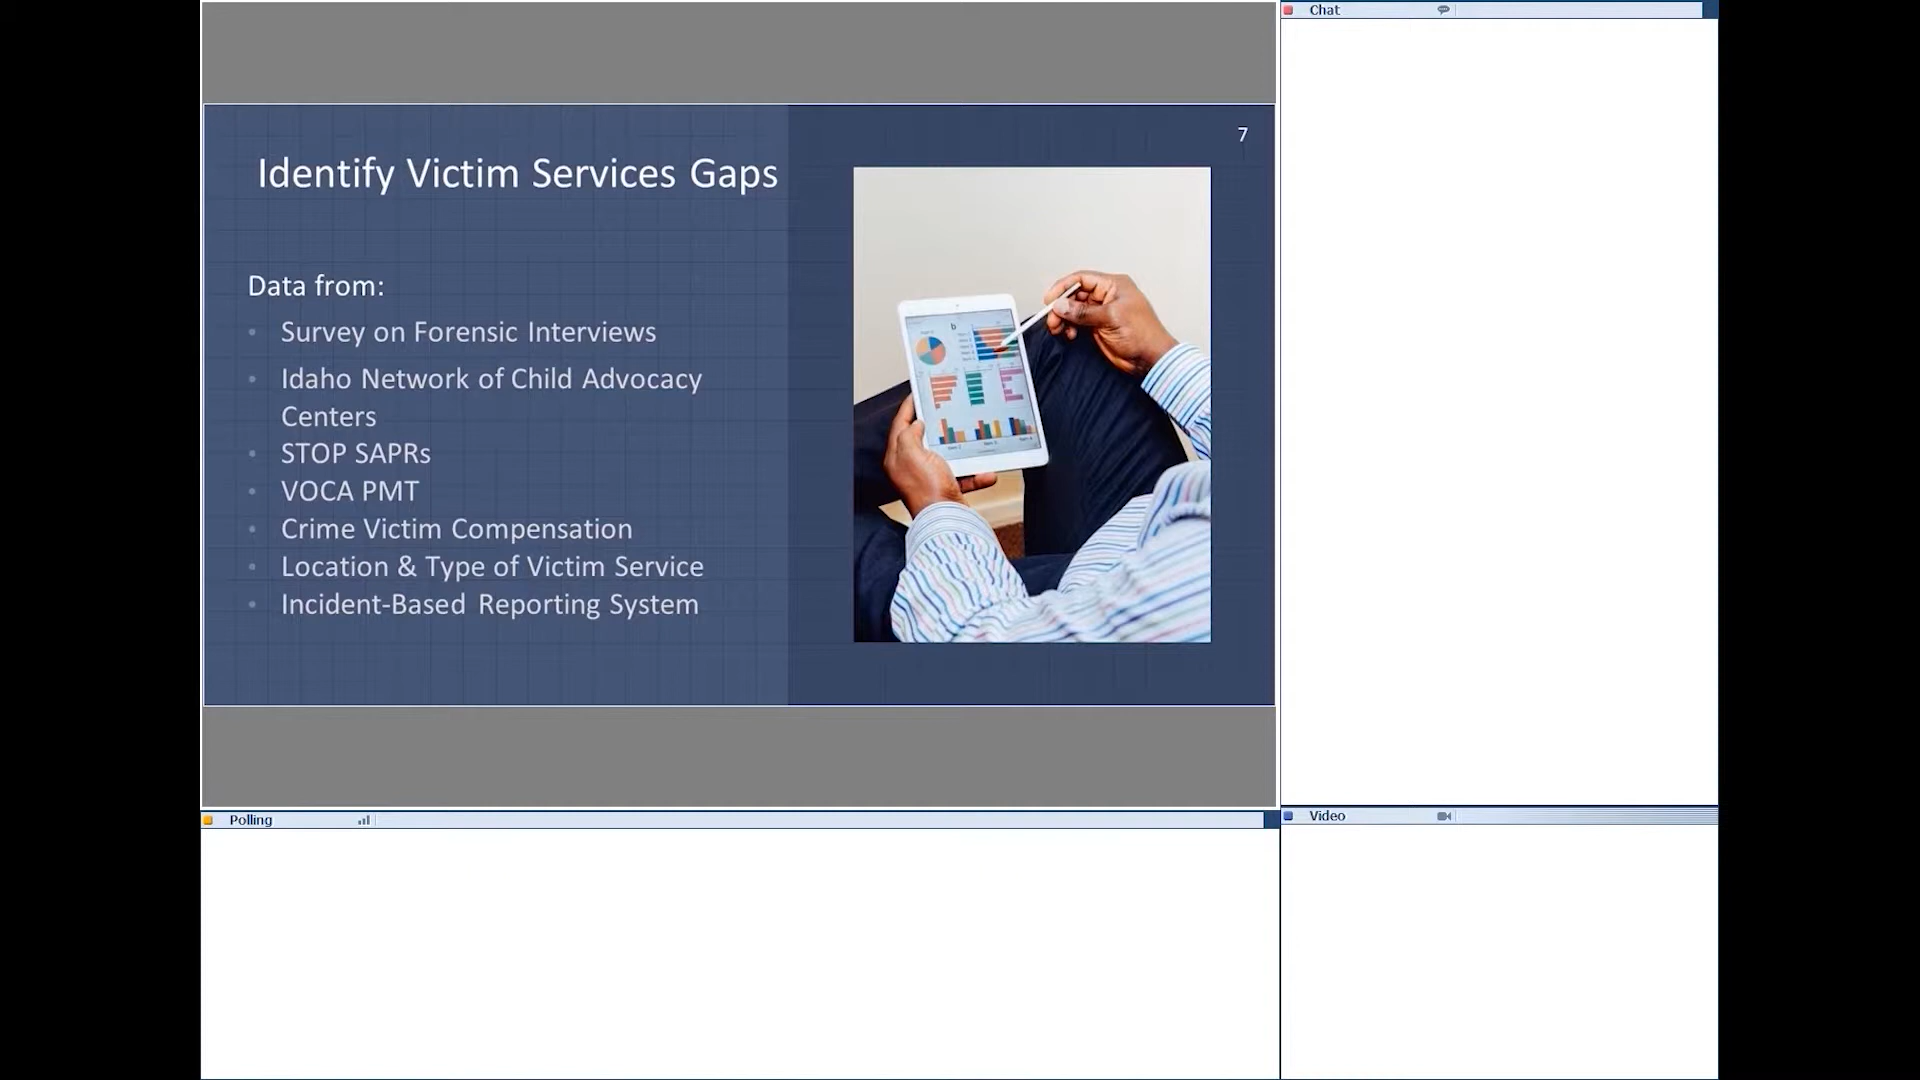 Chat
7
Identify Victim Services Gaps
Data from:
• Survey on Forensic Interviews
• Idaho Network of Child Advocacy
Centers
• STOP SAPRs
• VOCA PMT
• Crime Victim Compensation
• Location & Type of Victim Service
• Incident-Based Reporting System
Polling
Video